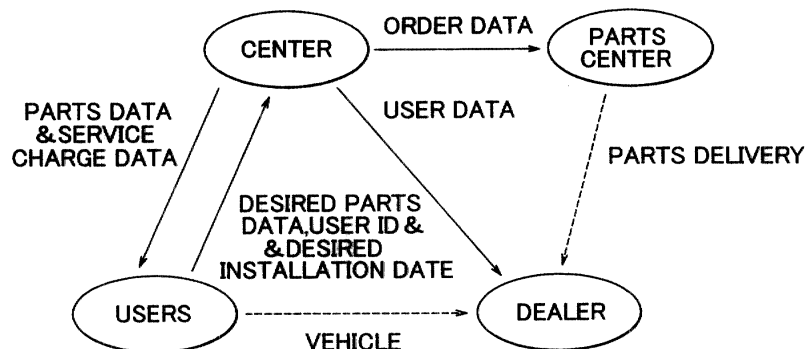 CENTER
ORDER DATA
PARTS
CENTER
PARTS DATA
&SERVICE
CHARGE DATA
USER DATA
PARTS DELIVERY
DESIRED PARTS
DATA,USER ID &
&DESIRED
INSTALLATION DATE
USERS
VEHICLE
DEALER